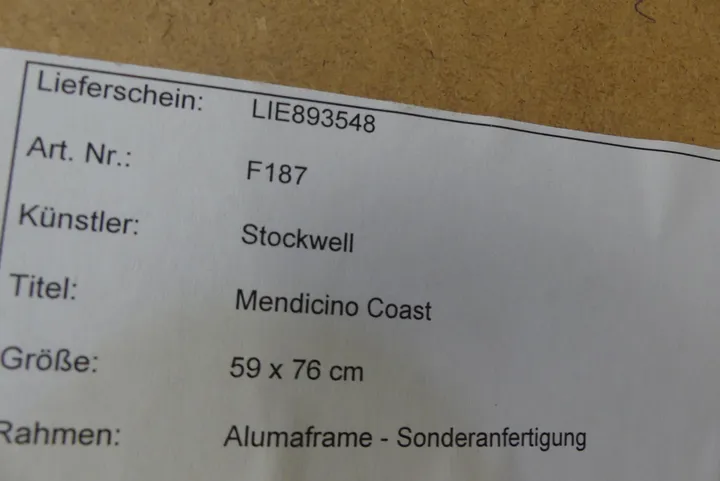 Lieferschein: LIE893548
Art. Nr.: F187
Künstler: Stockwell
Titel: Mendicino Coast
Größe: 59 x 76 cm
Rahmen: Alumaframe - Sonderanfertigung